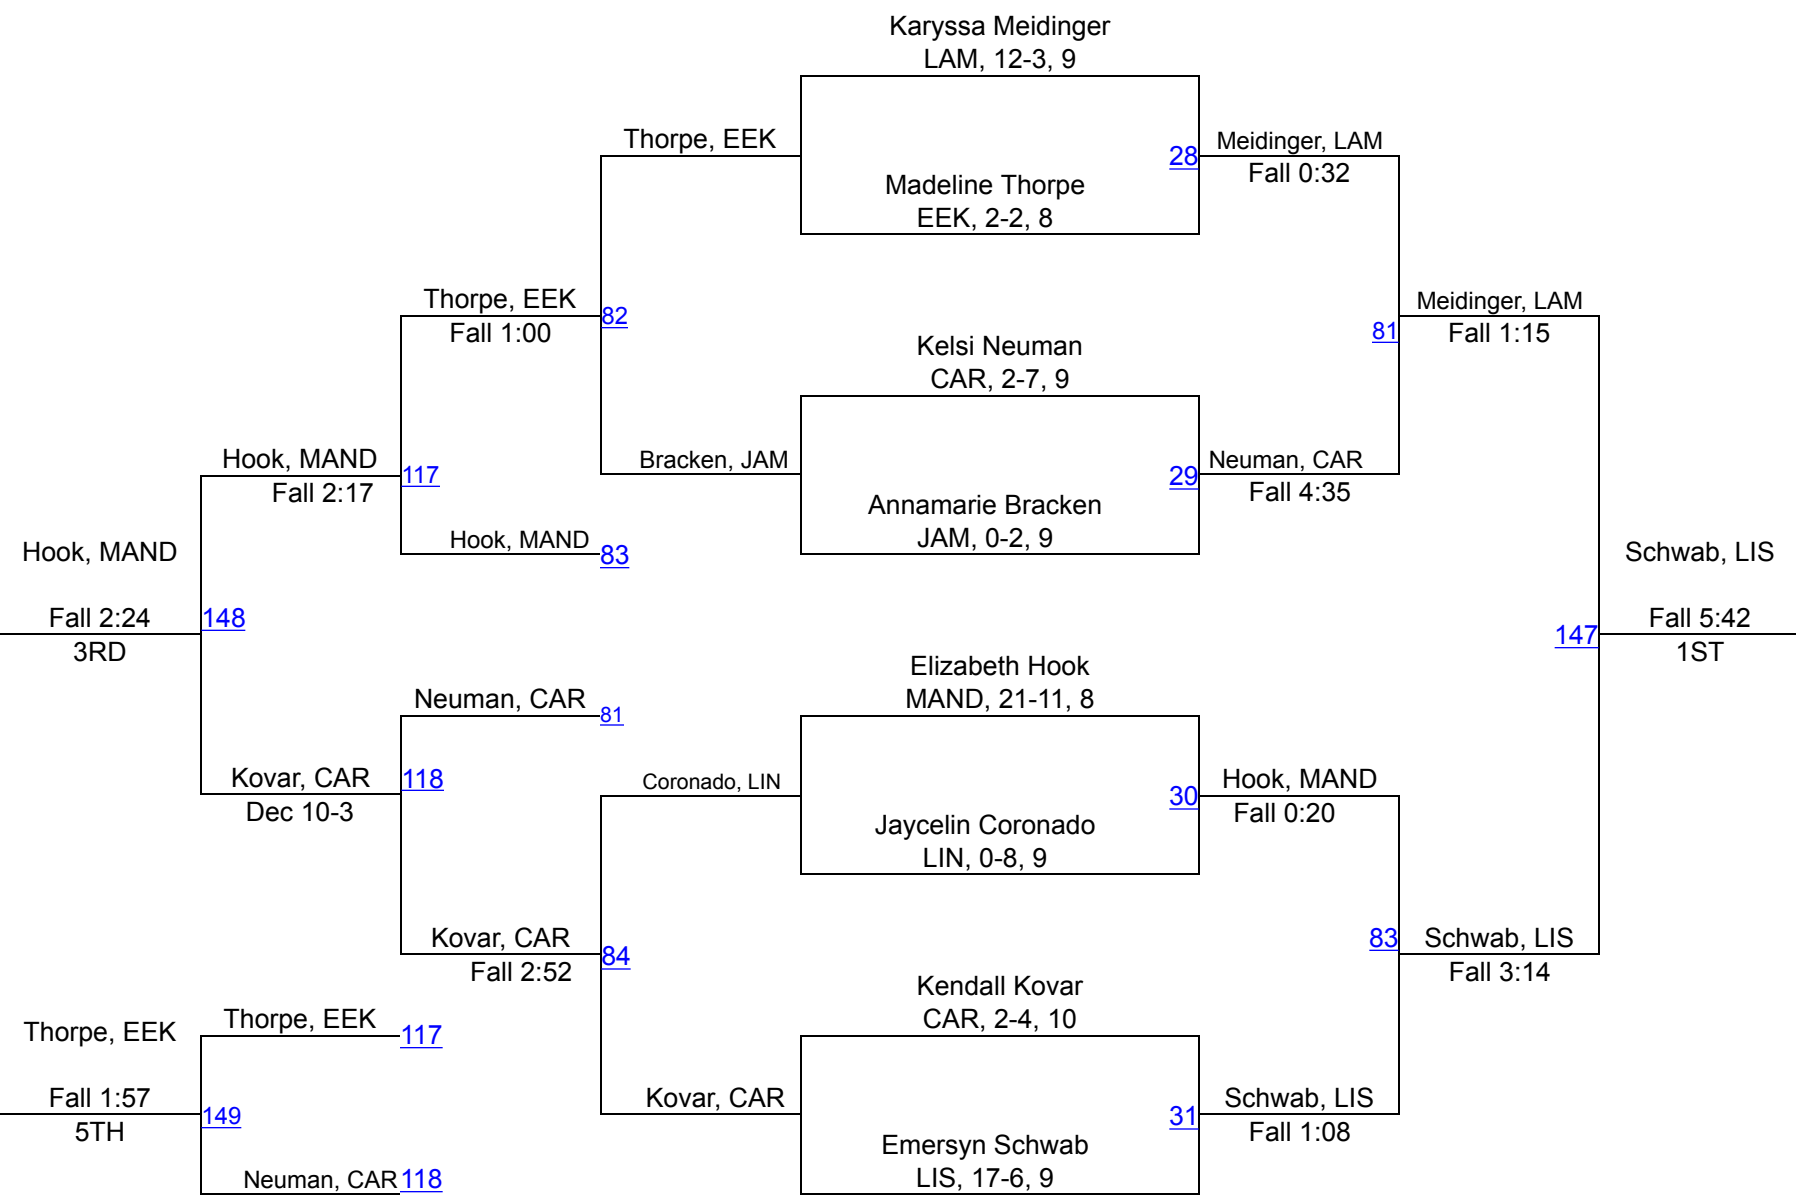 Karyssa Meidinger
LAM, 12-3, 9
Thorpe, EEK
28
Meidinger, LAM
Fall 0:32
Madeline Thorpe
EEK, 2-2, 8
Thorpe, EEK
Fall 1:00
82
Meidinger, LAM
Fall 1:15
81
Kelsi Neuman
CAR, 2-7, 9
Hook, MAND
Fall 2:17
117
Bracken, JAM
29
Neuman, CAR
Fall 4:35
Annamarie Bracken
JAM, 0-2, 9
Hook, MAND
83
Hook, MAND
Fall 2:24
3RD
148
Schwab, LIS
147
Fall 5:42
1ST
Elizabeth Hook
MAND, 21-11, 8
Neuman, CAR
81
Kovar, CAR
Dec 10-3
118
Coronado, LIN
30
Hook, MAND
Fall 0:20
Jaycelin Coronado
LIN, 0-8, 9
Kovar, CAR
Fall 2:52
84
83
Schwab, LIS
Fall 3:14
Kendall Kovar
CAR, 2-4, 10
Thorpe, EEK
Fall 1:57
5TH
Thorpe, EEK
117
149
Kovar, CAR
31
Schwab, LIS
Fall 1:08
Emersyn Schwab
LIS, 17-6, 9
Neuman, CAR
118